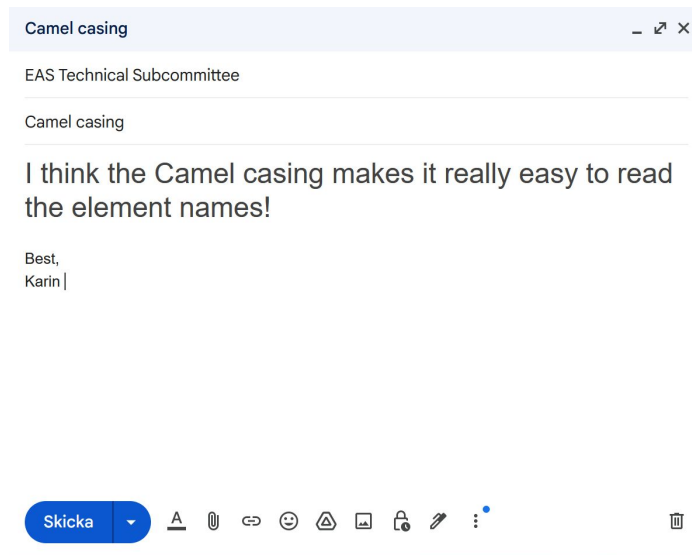 Camel casing
EAS Technical Subcommittee
Camel casing
I think the Camel casing makes it really easy to read
the element names!
Best,
Karin
Skicka